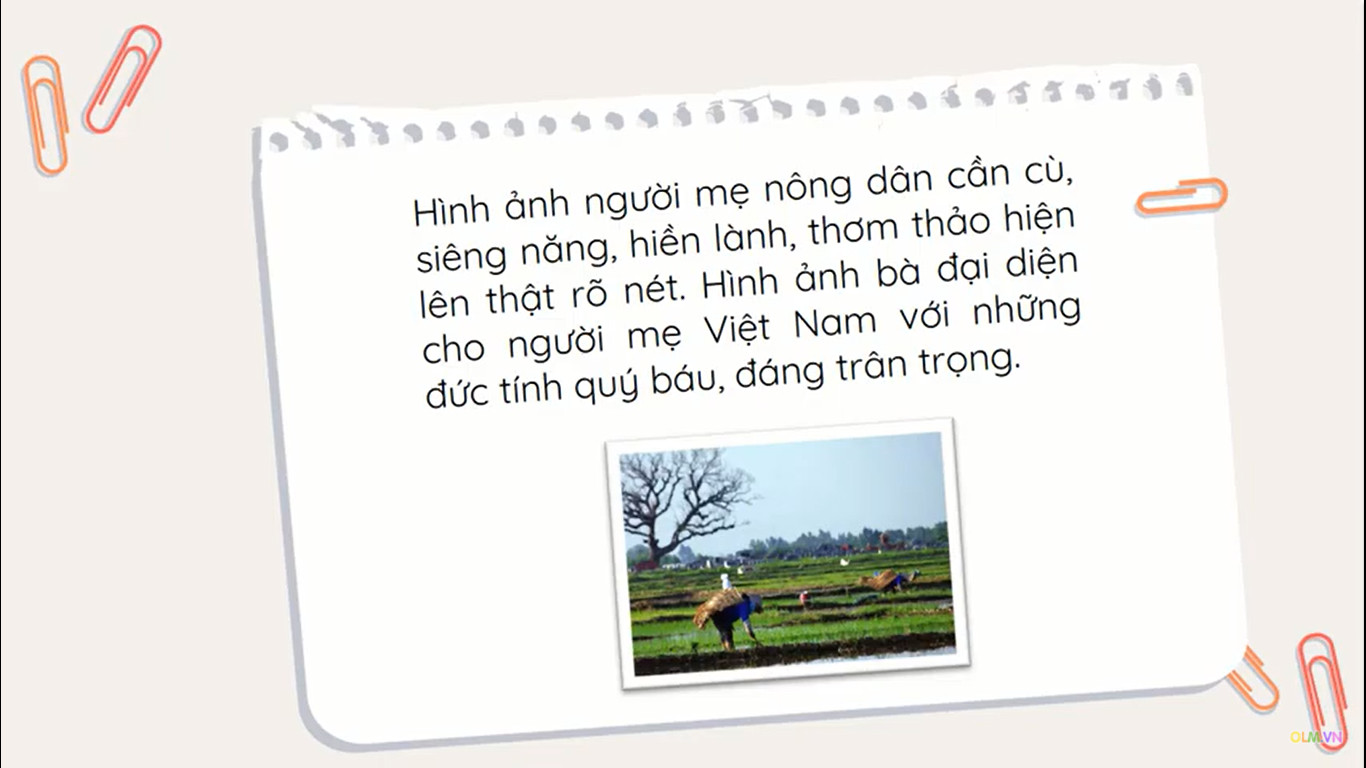 Hình ảnh người mẹ nông dân cần cù,
siêng năng, hiền lành, thơm thảo hiện
lên thật rõ nét. Hình ảnh bà đại diện
cho người mẹ Việt Nam với những
đức tính quý báu, đáng trân trọng.
OLM.VN